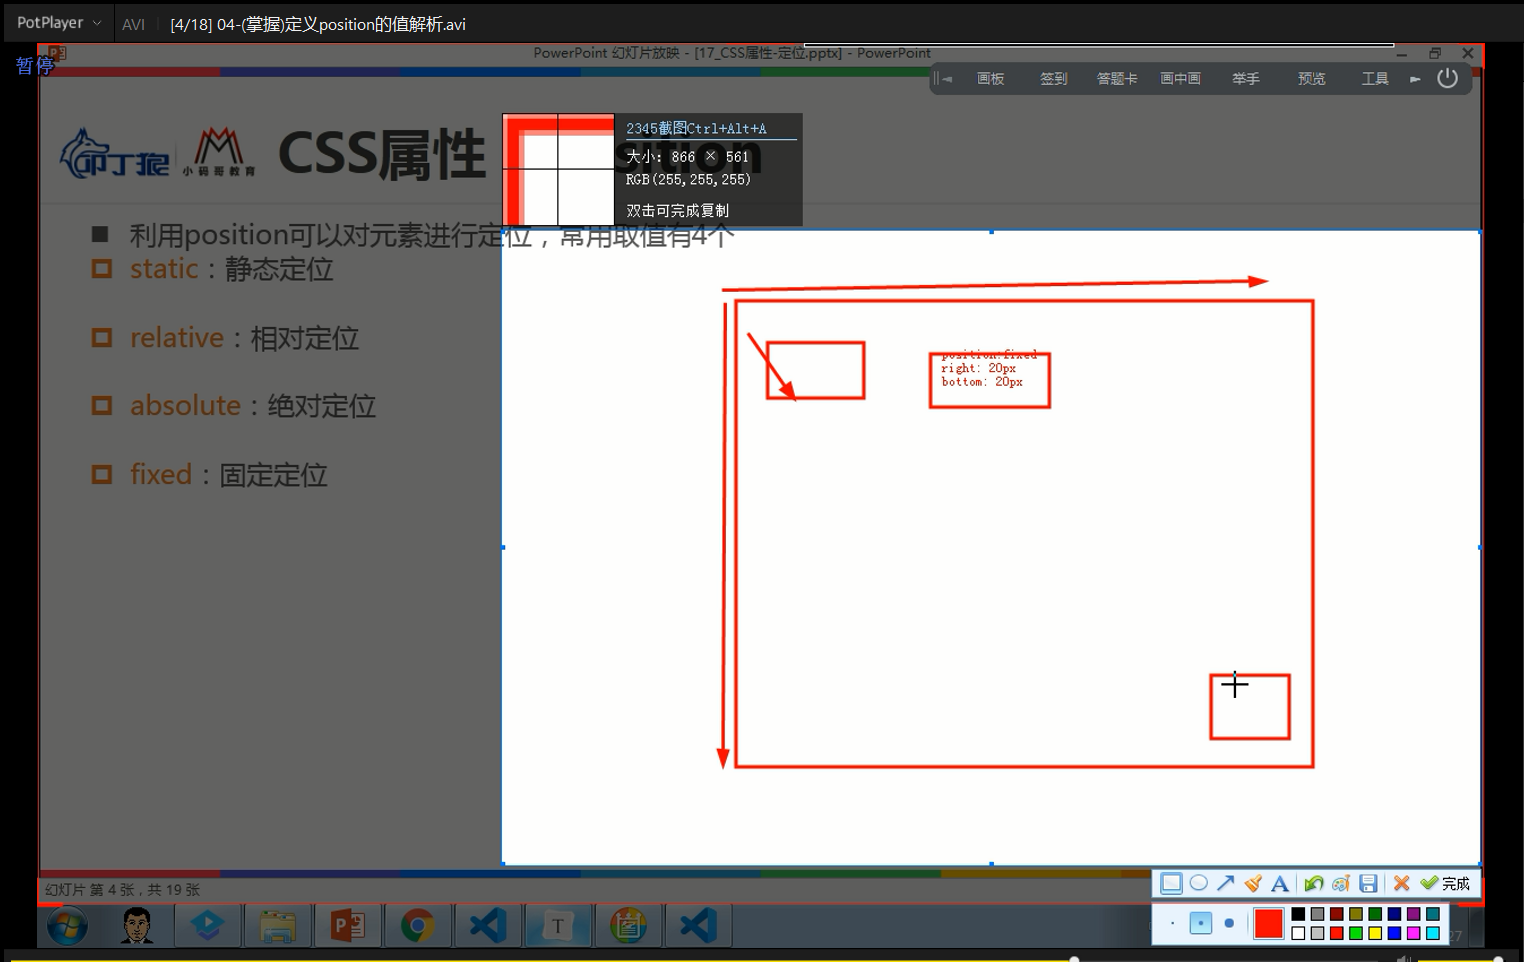 PotPlayer
AVI
[4/18] 04-(掌握)定义position的值解析.avi
暂停
PowerPoint 幻灯片放映 - [17_CSS属性-定位.pptx] - PowerPoint
画板
签到
答题卡
画中画
举手
预览
工具
叩丁狼
小码哥教育
CSS属性
sition
2345截图Ctrl+Alt+A
大小: 866 × 561
RGB(255,255,255)
双击可完成复制
利用position可以对元素进行定位，常用取值有4个
static：静态定位
relative：相对定位
absolute：绝对定位
fixed：固定定位
position:fixed
right: 20px
bottom: 20px
幻灯片 第 4 张，共 19 张
A
完成
T
27